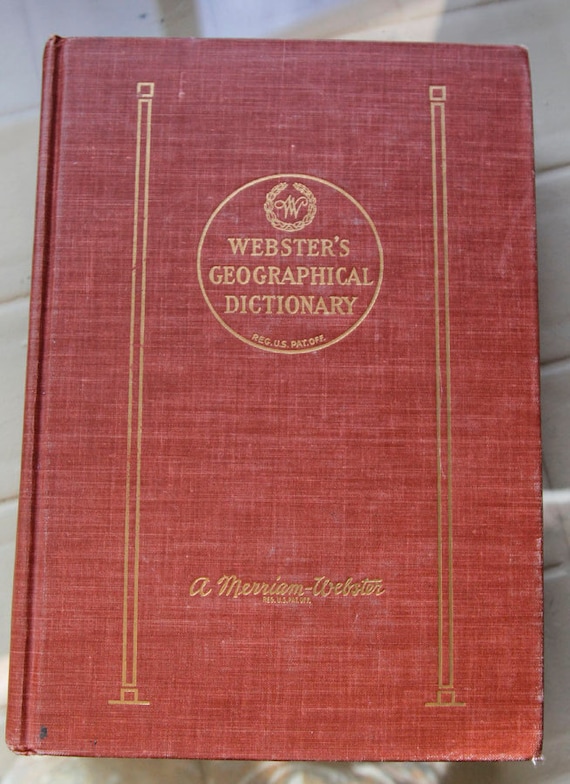 W
WEBSTER'S
GEOGRAPHICAL
DICTIONARY
REG. U.S. PAT. OFF.
A Merriam-Webster
REG. U.S. PAT. OFF.